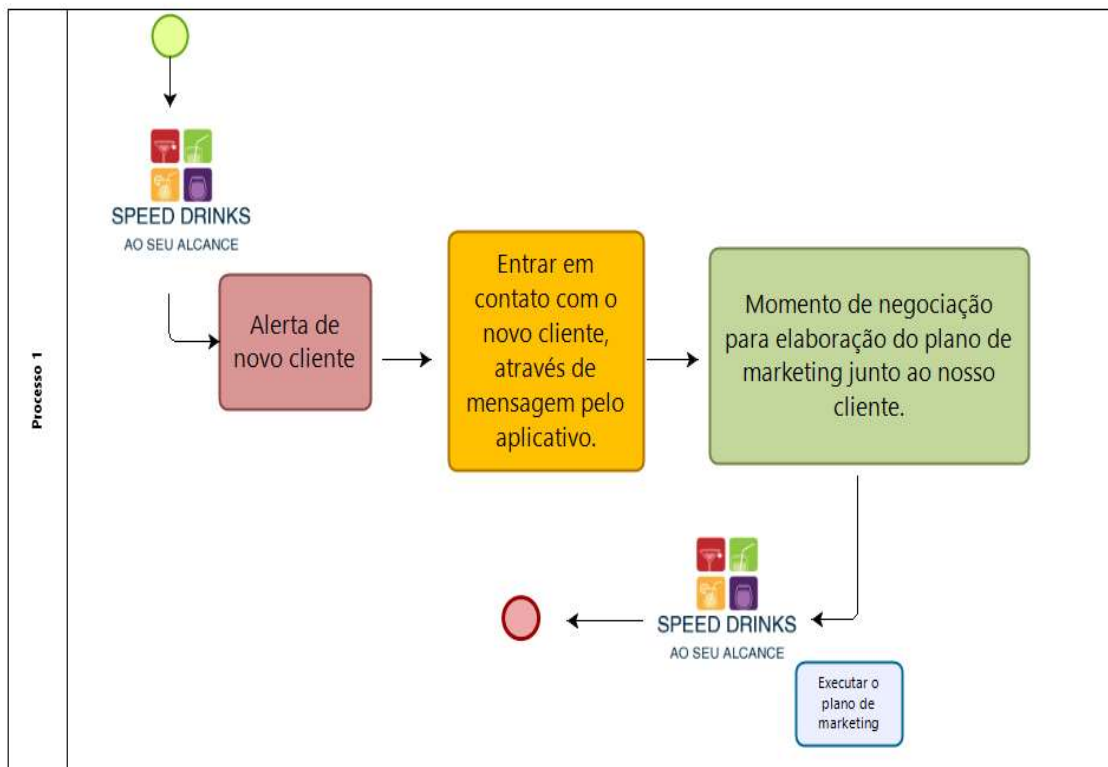 Processo 1
SPEED DRINKS
AO SEU ALCANCE
Alerta de
novo cliente
Entrar em
contato com o
novo cliente,
através de
mensagem pelo
aplicativo.
Momento de negociação
para elaboração do plano de
marketing junto ao nosso
cliente.
SPEED DRINKS
AO SEU ALCANCE
Executar o
plano de
marketing